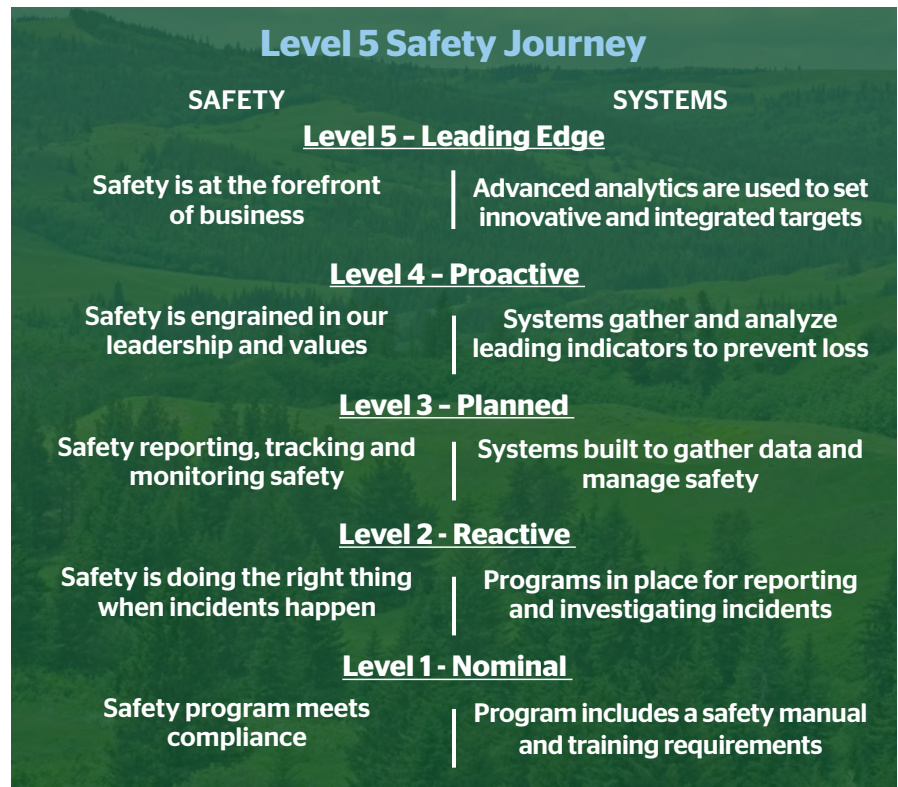 Level 5 Safety Journey
SAFETY
SYSTEMS
Level 5 – Leading Edge
Safety is at the forefront
of business
Advanced analytics are used to set
innovative and integrated targets
Level 4 – Proactive
Safety is engrained in our
leadership and values
Systems gather and analyze
leading indicators to prevent loss
Level 3 – Planned
Safety reporting, tracking and
monitoring safety
Systems built to gather data and
manage safety
Level 2 - Reactive
Safety is doing the right thing
when incidents happen
Programs in place for reporting
and investigating incidents
Level 1 - Nominal
Safety program meets
compliance
Program includes a safety manual
and training requirements